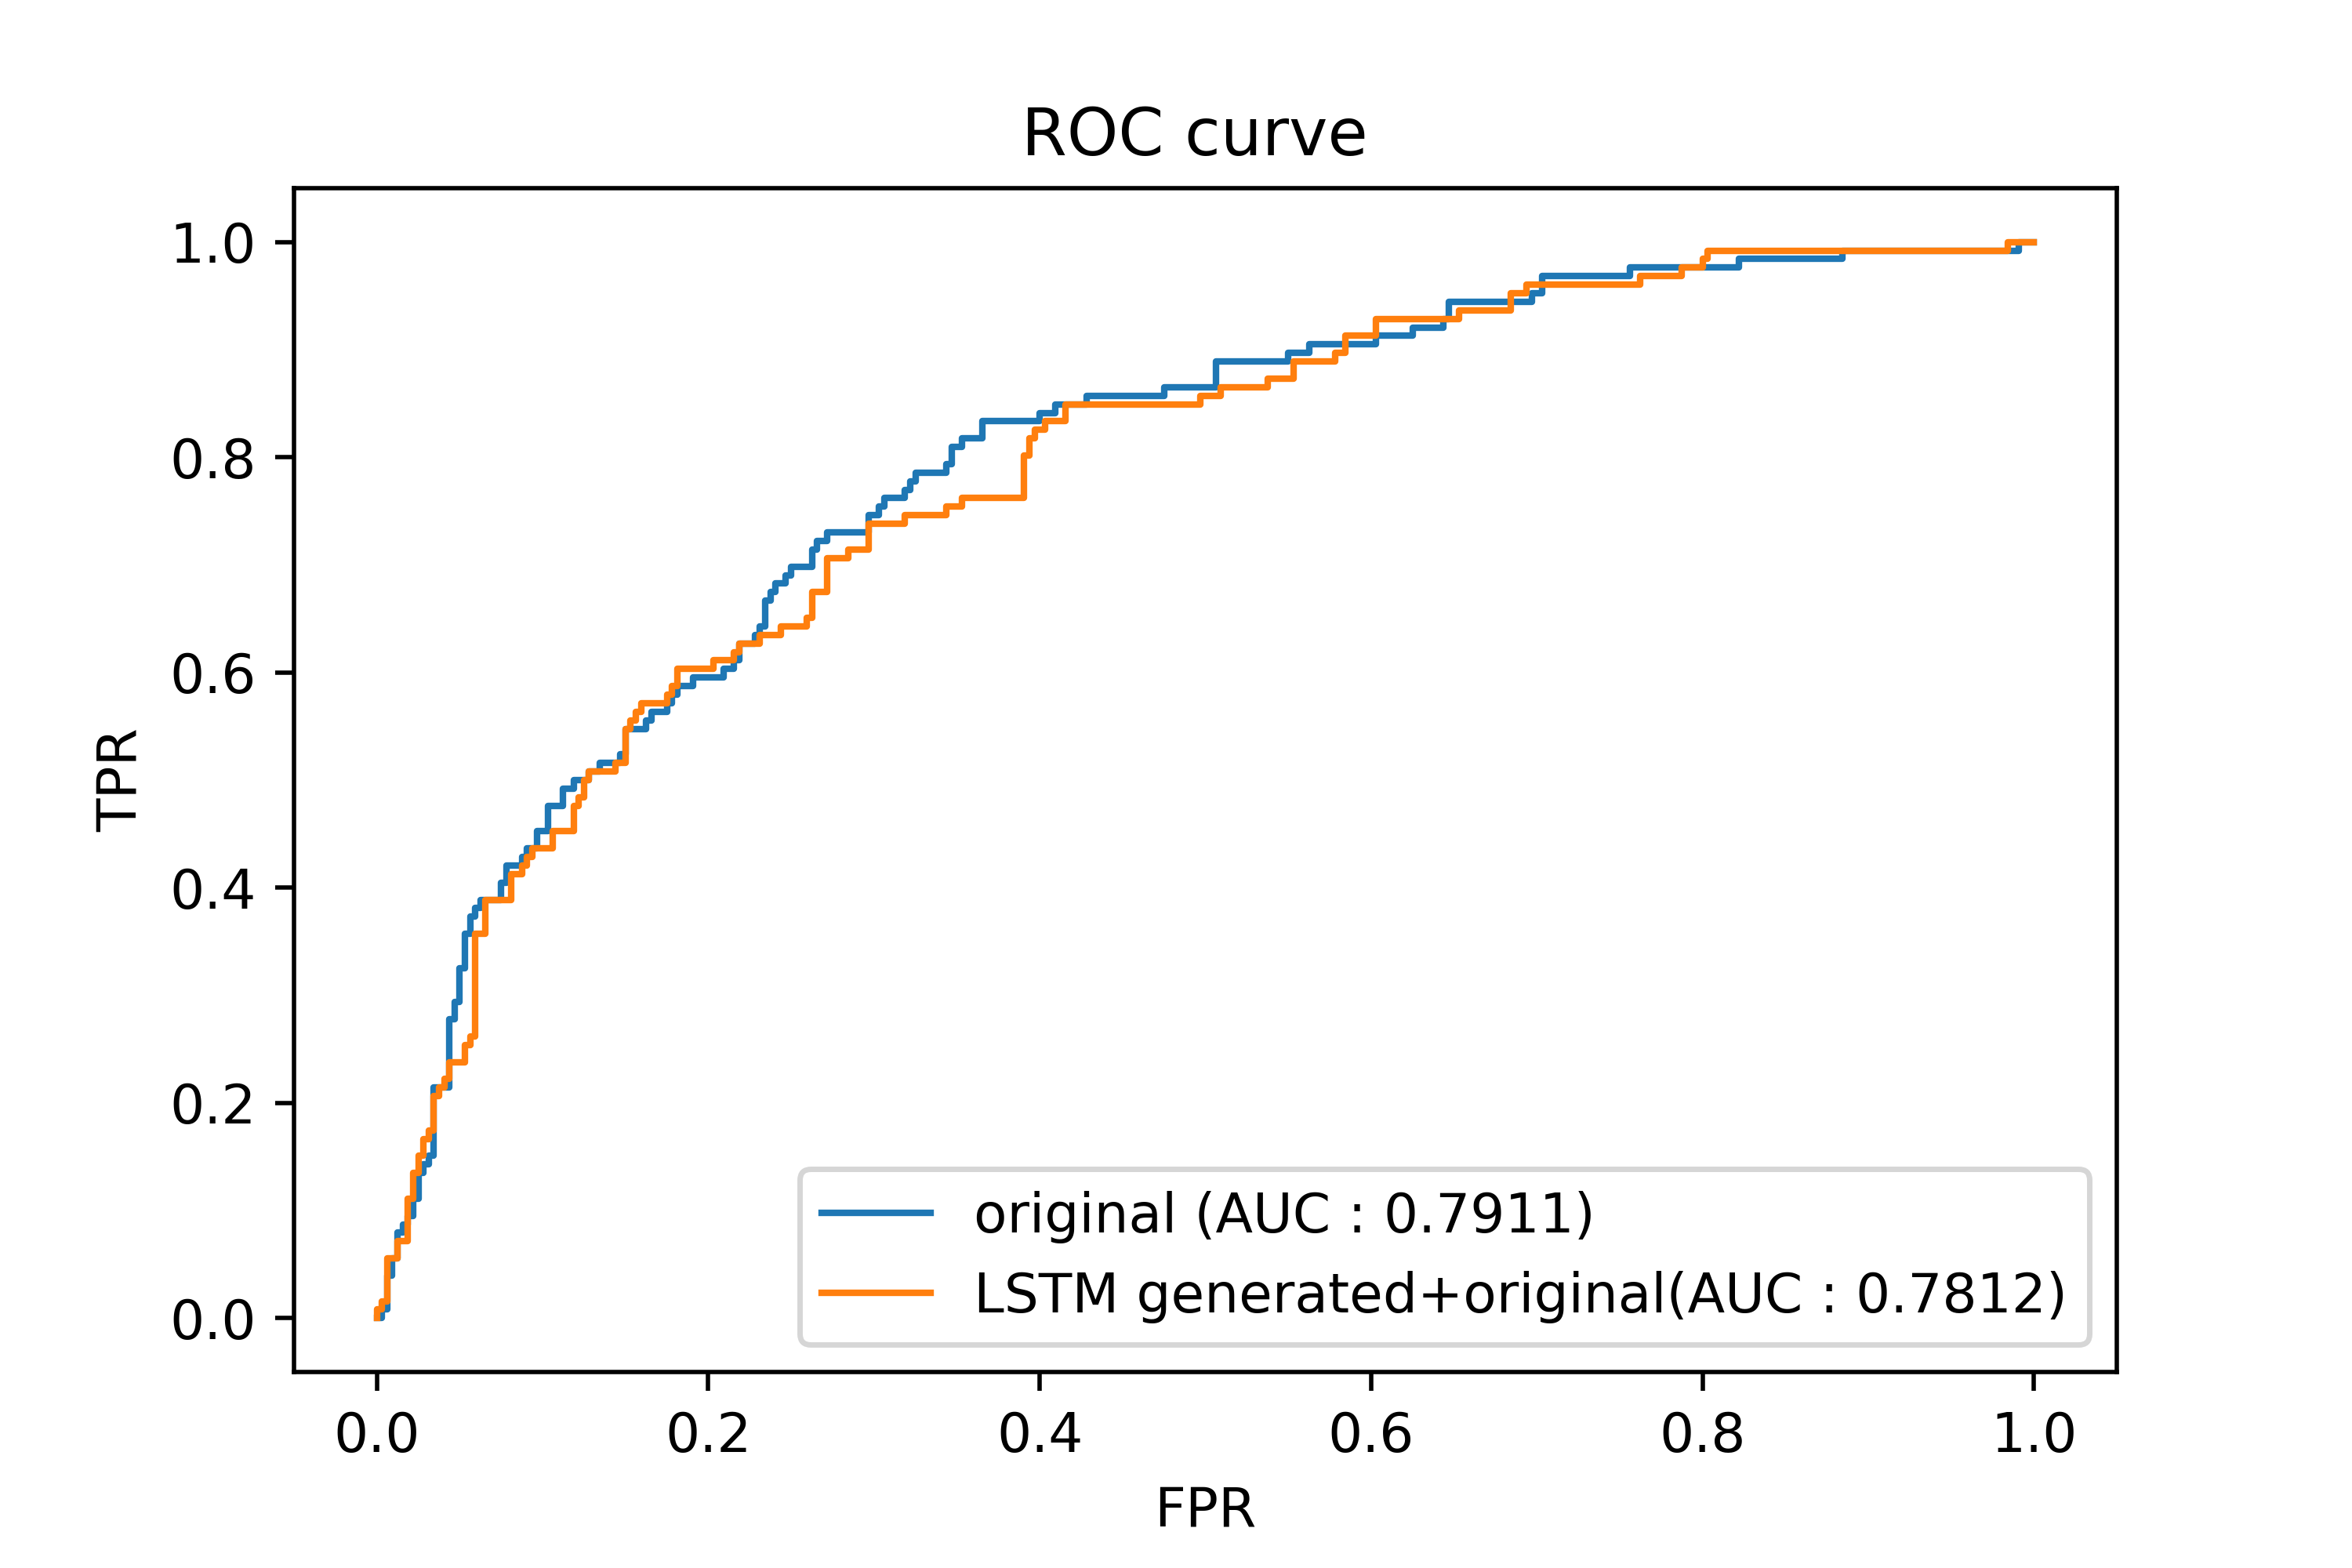 ROC curve
1.0
0.8
0.6
0.4
0.2
0.0
TPR
original (AUC : 0.7911)
LSTM generated+original(AUC : 0.7812)
0.0 0.2 0.4 0.6 0.8 1.0
FPR